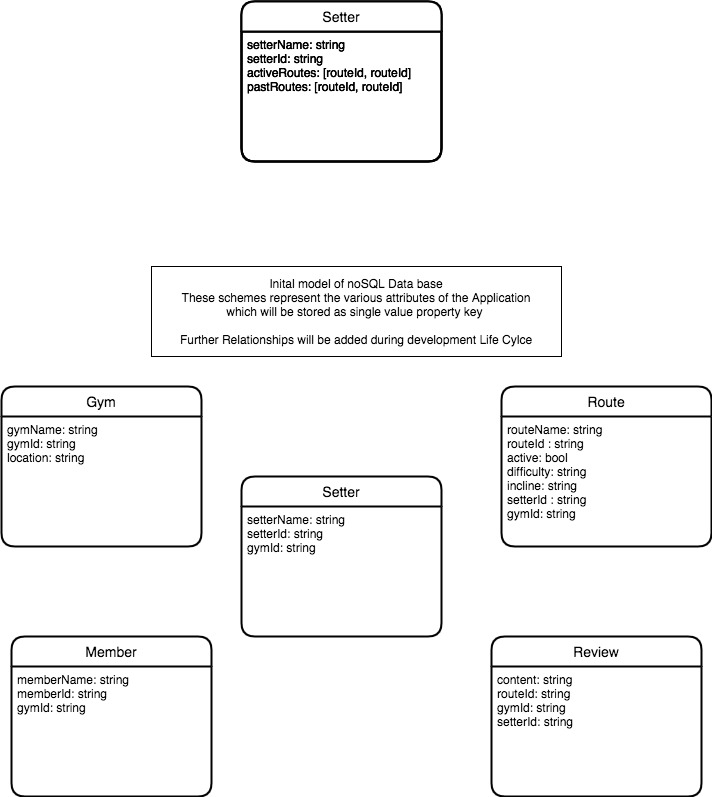 Setter
setterName: string
setterId: string
activeRoutes: [routeId, routeId]
pastRoutes: [routeId, routeId]
Inital model of noSQL Data base
These schemes represent the various attributes of the Application
which will be stored as single value property key
Further Relationships will be added during development Life Cylce
Gym
gymName: string
gymId: string
location: string
Route
routeName: string
routeId : string
active: bool
difficulty: string
incline: string
setterId : string
gymId: string
Setter
setterName: string
setterId: string
gymId: string
Member
memberName: string
memberId: string
gymId: string
Review
content: string
routeId: string
gymId: string
setterId: string